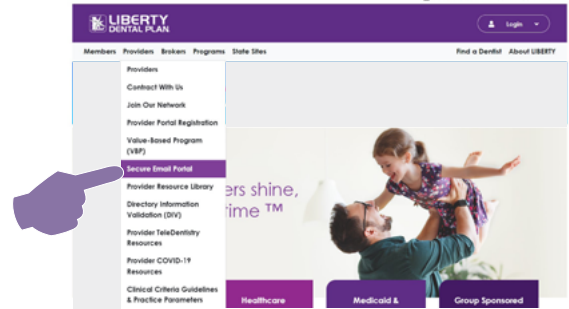 LIBERTY
DENTAL PLAN
Login
Members Providers Brokers Programs State Sites
Find a Dentist About LIBERTY
Providers
Contract With Us
Join Our Network
Provider Portal Registration
Value-Based Program
(VBP)
Secure Email Portal
Provider Resource Library
ers shine,
Directory Information
Validation (DIV)
ime ™
Provider TeleDentistry
Resources
Provider COVID-19
Resources
Clinical Criteria Guidelines
& Practice Parameters
Healthcare
Medicaid &
Group Sponsored